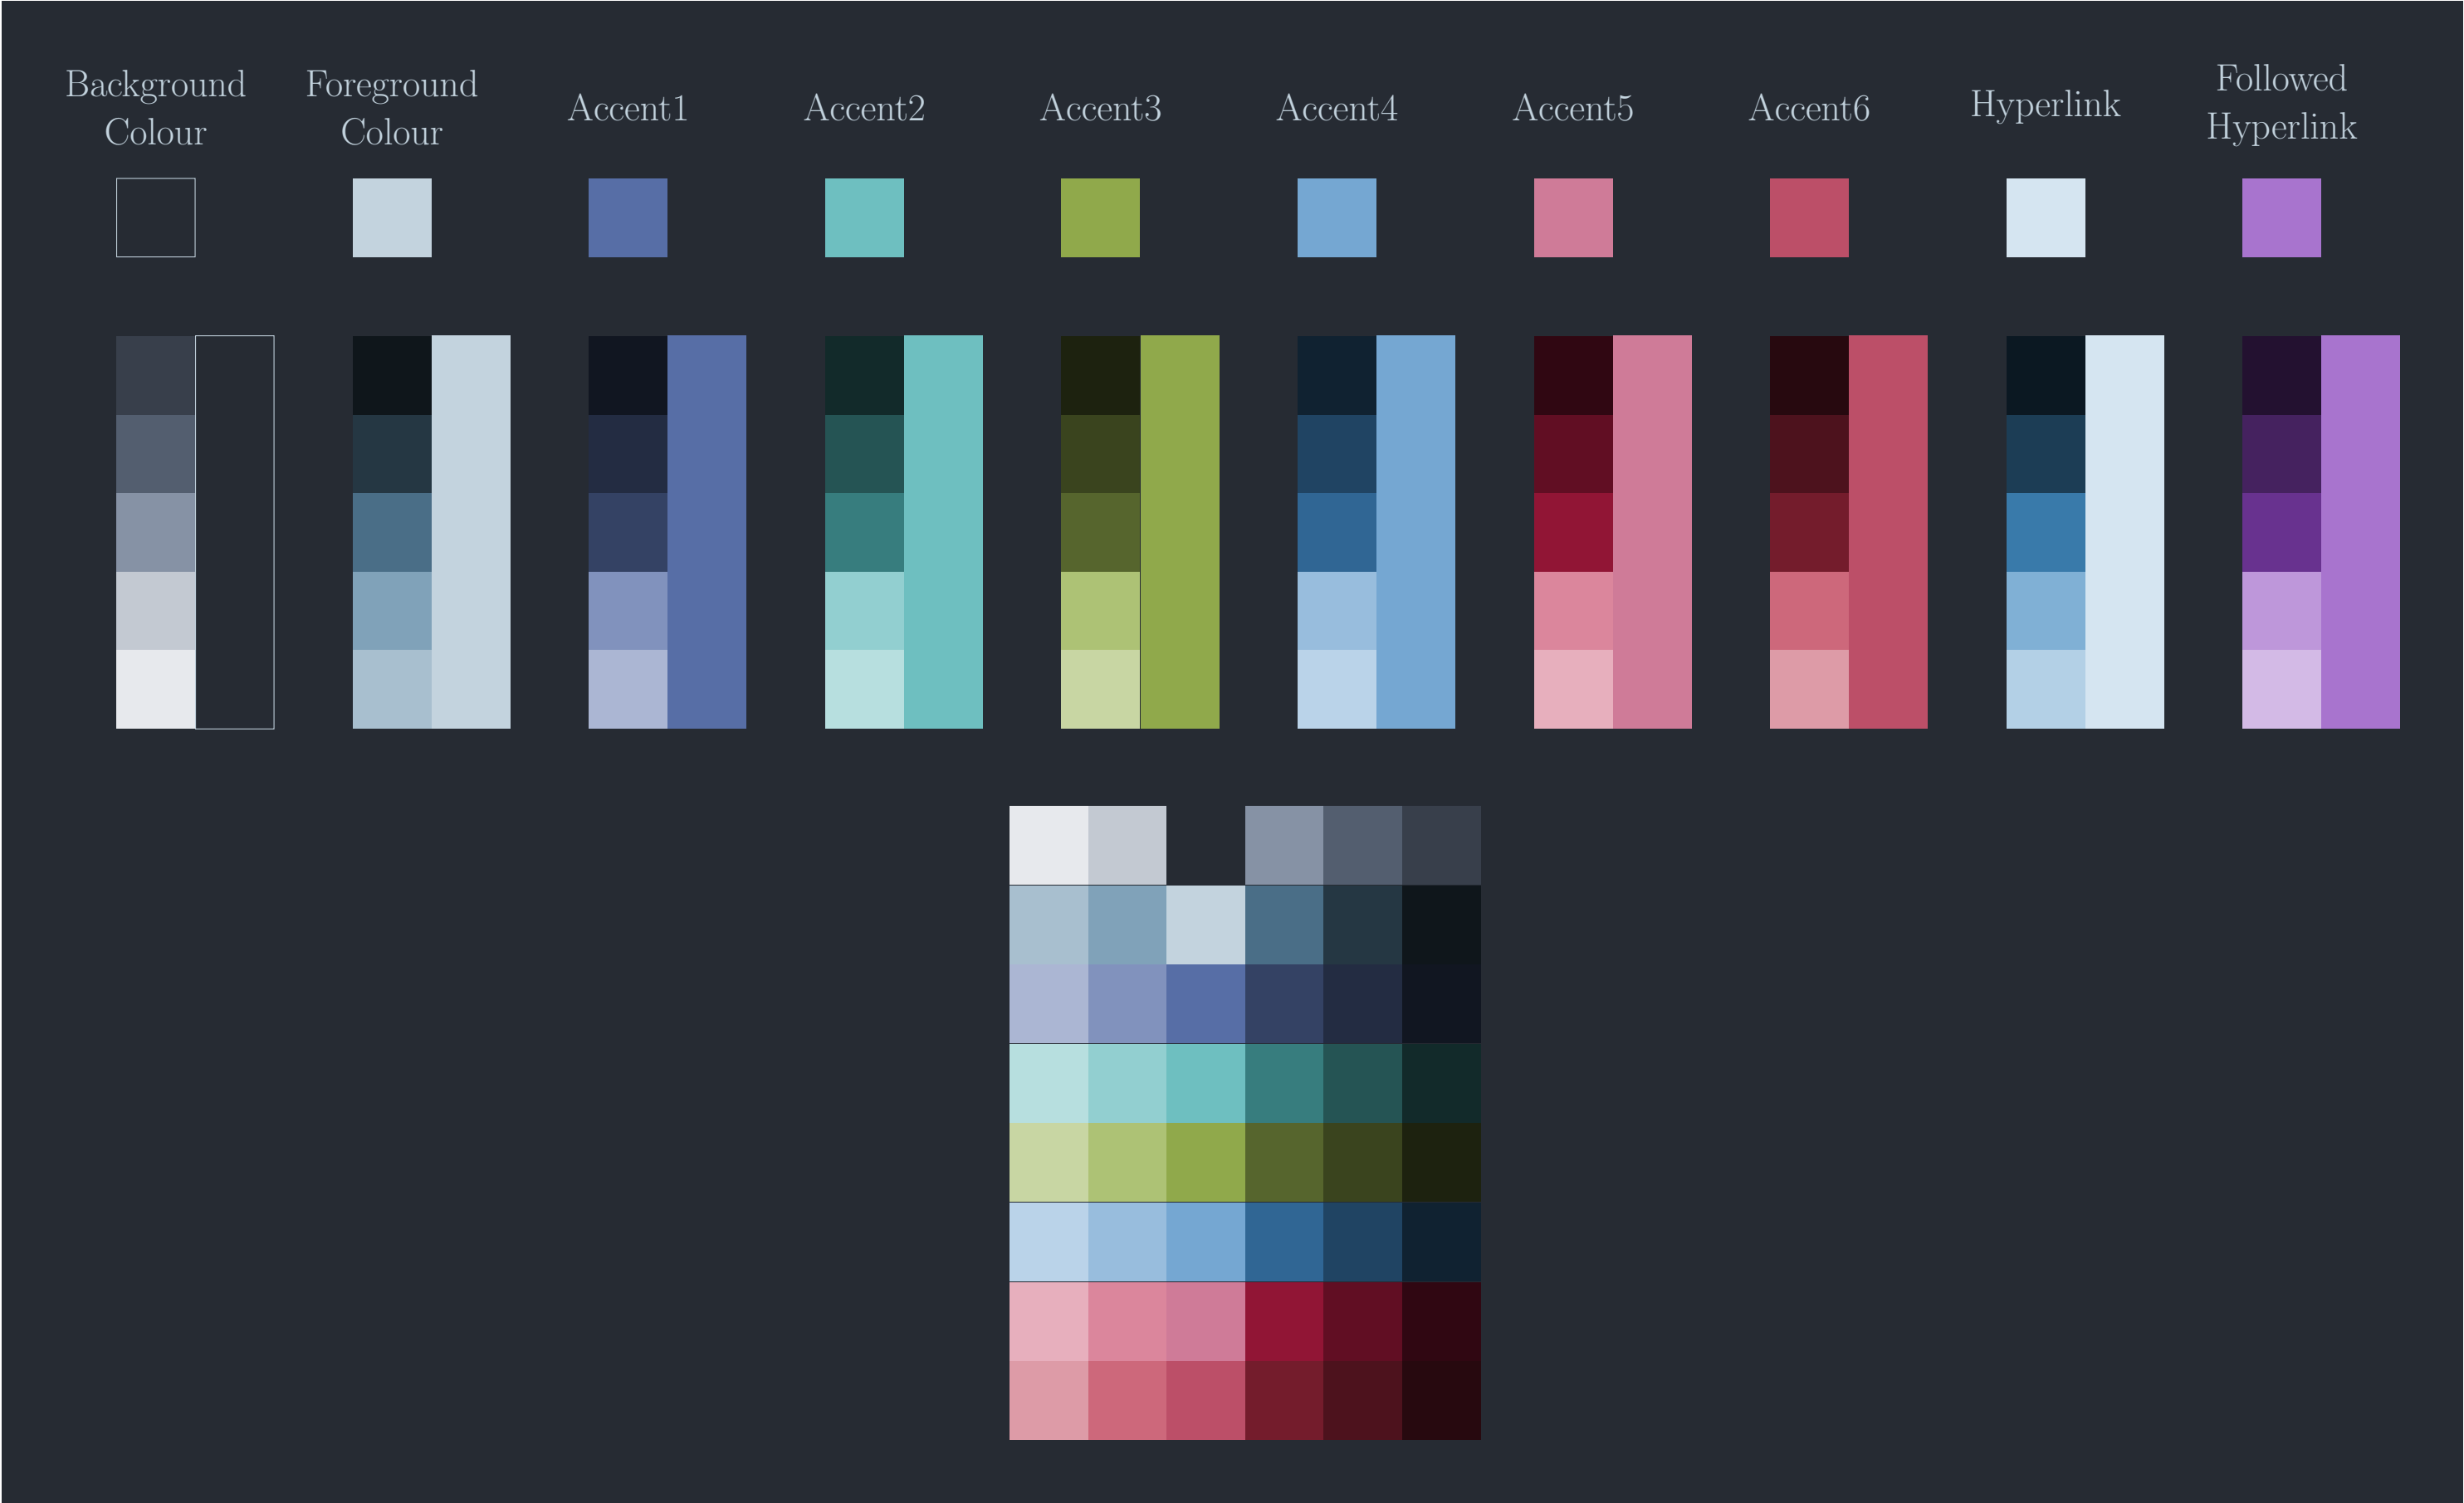 Background
Colour
Foreground
Colour
Accent1
Accent2
Accent3
Accent4
Accent5
Accent6
Hyperlink
Followed
Hyperlink